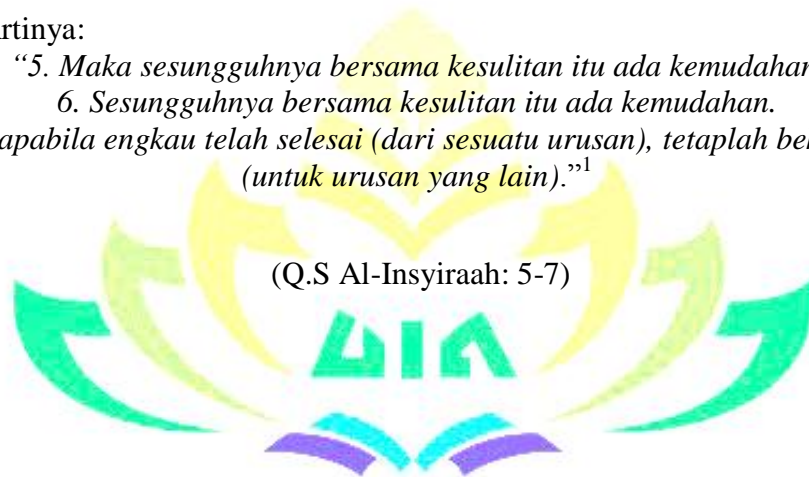 rtinya:
“5. Maka sesungguhnya bersama kesulitan itu ada kemudahan
6. Sesungguhnya bersama kesulitan itu ada kemudahan.
apabila engkau telah selesai (dari sesuatu urusan), tetaplah be
(untuk urusan yang lain).”1
(Q.S Al-Insyiraah: 5-7)
UIN